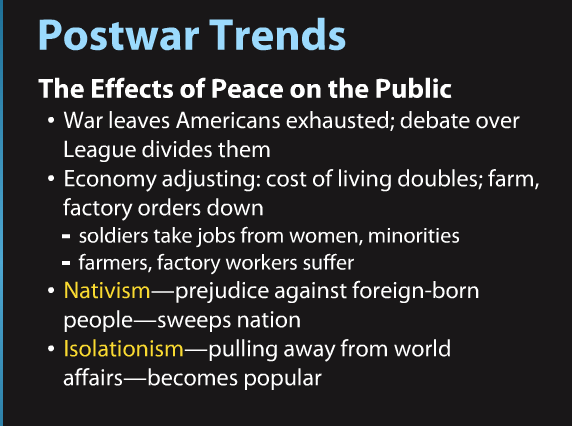 Postwar Trends
The Effects of Peace on the Public
• War leaves Americans exhausted; debate over
League divides them
• Economy adjusting: cost of living doubles; farm,
factory orders down
- soldiers take jobs from women, minorities
- farmers, factory workers suffer
• Nativism—prejudice against foreign-born
people—sweeps nation
• Isolationism—pulling away from world
affairs—becomes popular